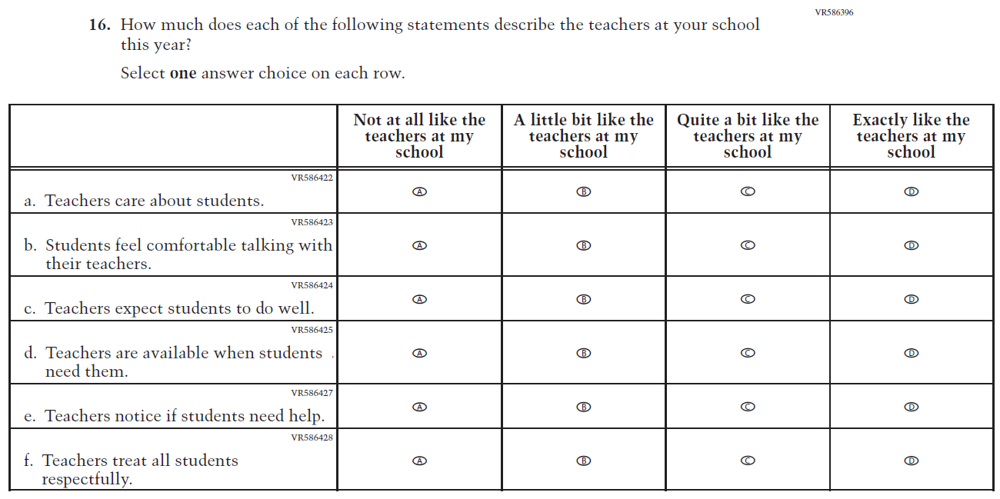 VR586396
16. How much does each of the following statements describe the teachers at your school
this year?
Select one answer choice on each row.
Not at all like the A little bit like the Quite a bit like the Exactly like the
teachers at my teachers at my teachers at my teachers at my
school school school school
VR586422
a. Teachers care about students. A B C D
VR586423
b. Students feel comfortable talking with
their teachers. A B C D
VR586424
c. Teachers expect students to do well. A B C D
VR586425
d. Teachers are available when students
need them. A B C D
VR586427
e. Teachers notice if students need help. A B C D
VR586428
f. Teachers treat all students
respectfully. A B C D